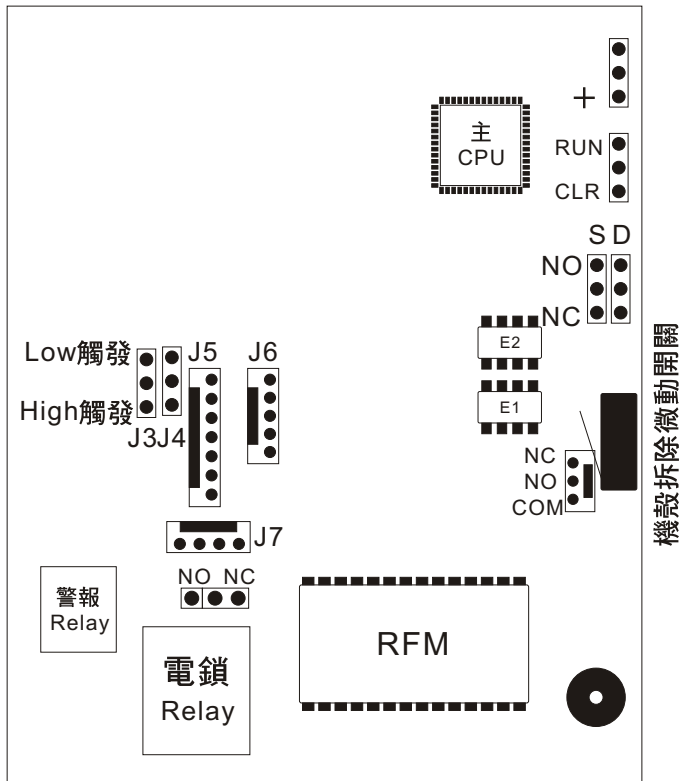 主
CPU
+
RUN
CLR
S D
NO
NC
E2
E1
機殼拆除微動開關
NC
NO
COM
Low觸發
High觸發
J3 J4
J5
J6
J7
NO NC
警報
Relay
電鎖
Relay
RFM